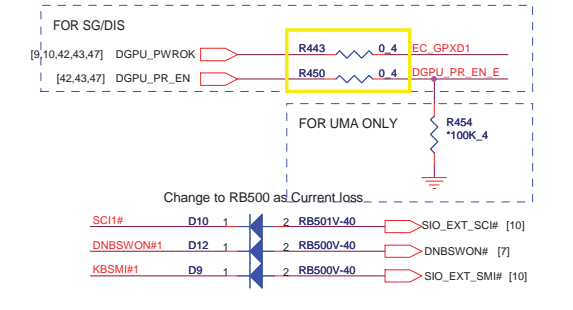 FOR SG/DIS
[9,10,42,43,47] DGPU_PWROK R443 0_4 EC_GPXD1
[42,43,47] DGPU_PR_EN R450 0_4 DGPU_PR_EN_E
FOR UMA ONLY
R454
*100K_4
Change to RB500 as Current loss
SCI1# D10 1 2 RB501V-40 SIO_EXT_SCI# [10]
DNBSWON#1 D12 1 2 RB500V-40 DNBSWON# [7]
KBSMI#1 D9 1 2 RB500V-40 SIO_EXT_SMI# [10]